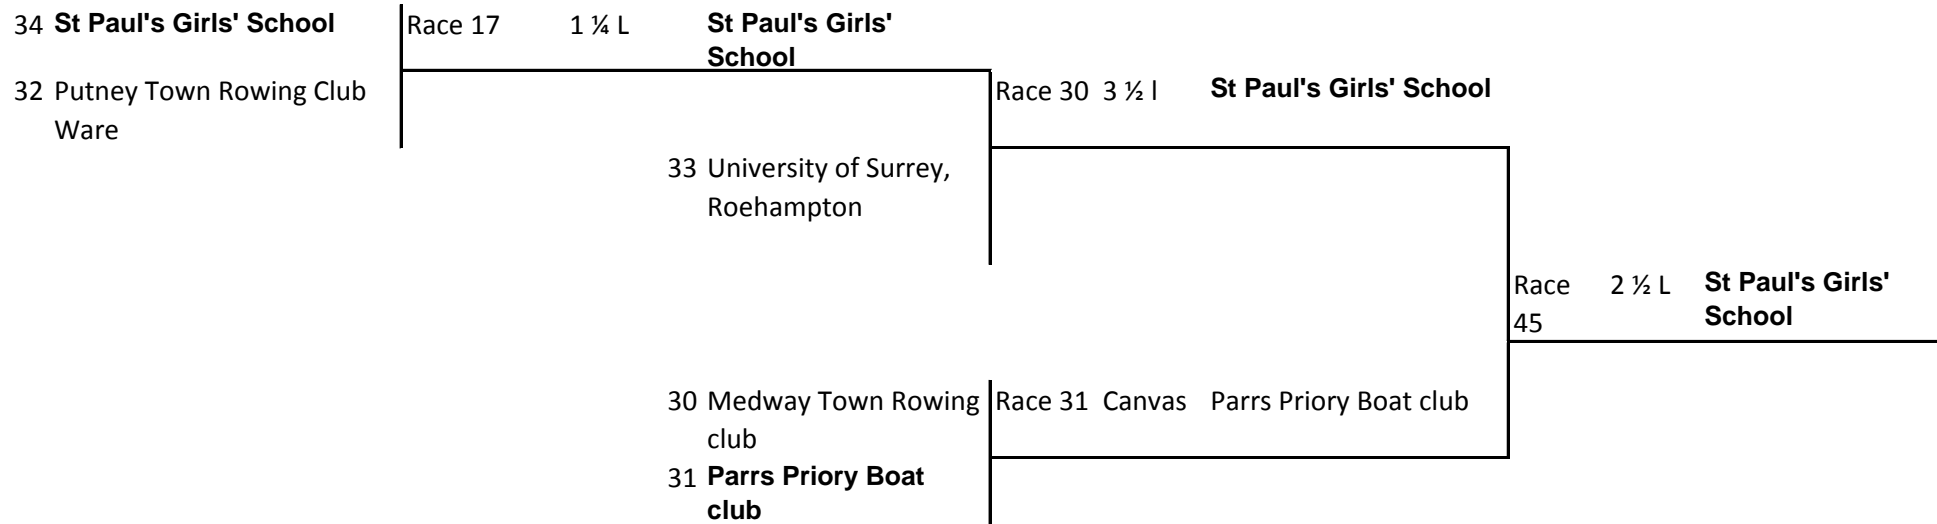 34 St Paul's Girls' School Race 17 1 ¼ L St Paul's Girls'
School
32 Putney Town Rowing Club Race 30 3 ½ l St Paul's Girls' School
Ware
33 University of Surrey,
Roehampton
Race 2 ½ L St Paul's Girls'
45 School
30 Medway Town Rowing Race 31 Canvas Parrs Priory Boat club
club
31 Parrs Priory Boat
club